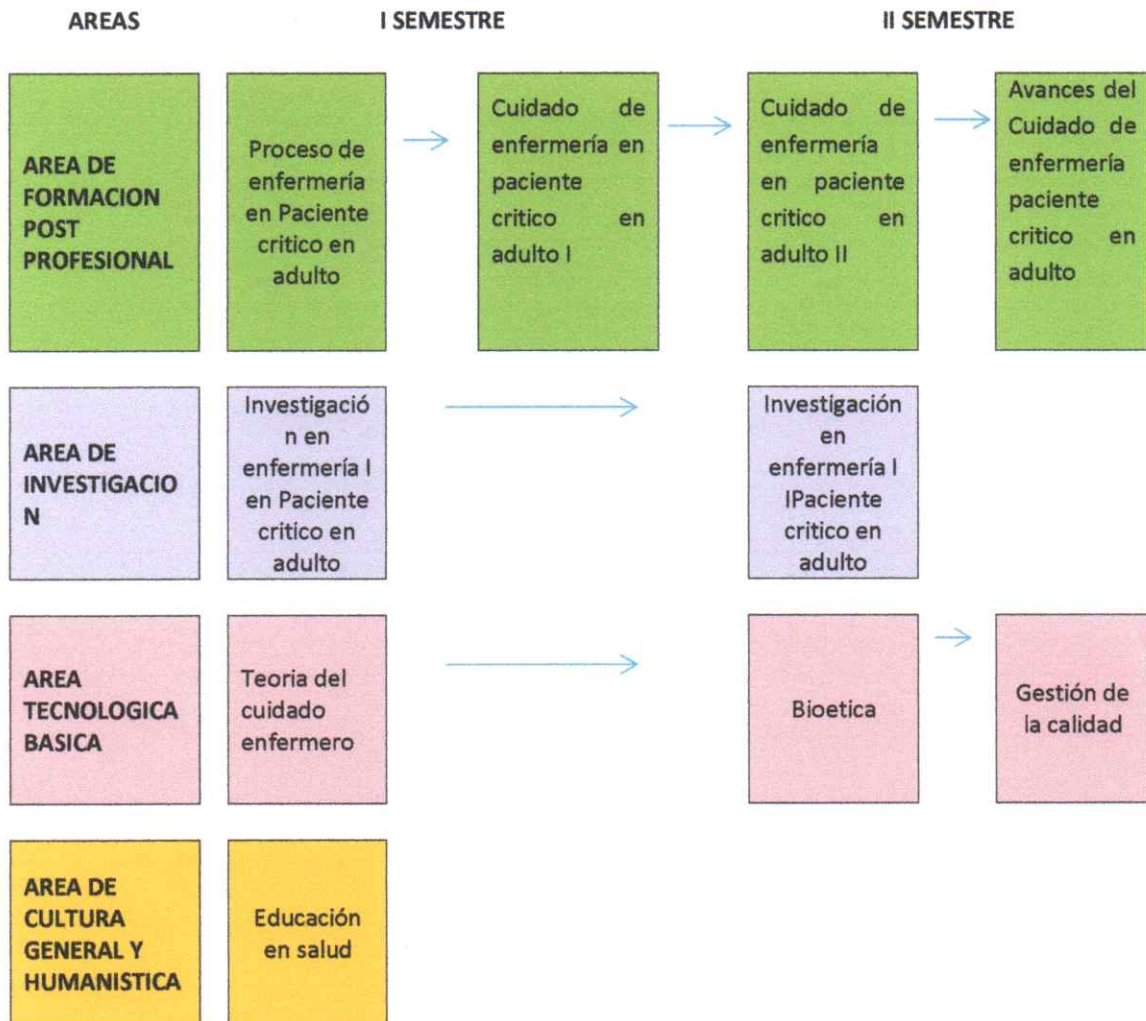 AREAS
I SEMESTRE
II SEMESTRE
AREA DE
FORMACION
POST
PROFESIONAL
Proceso de
enfermería
en Paciente
critico en
adulto
Cuidado de
enfermería en
paciente
critico en
adulto I
Cuidado de
enfermería
en paciente
critico en
adulto II
Avances del
Cuidado de
enfermería
paciente
critico en
adulto
AREA DE
INVESTIGACIO
N
Investigació
n en
enfermería I
en Paciente
critico en
adulto
Investigación
en
enfermería I
IPaciente
critico en
adulto
AREA
TECNOLOGICA
BASICA
Teoria del
cuidado
enfermero
Bioetica
Gestión de
la calidad
AREA DE
CULTURA
GENERAL Y
HUMANISTICA
Educación
en salud